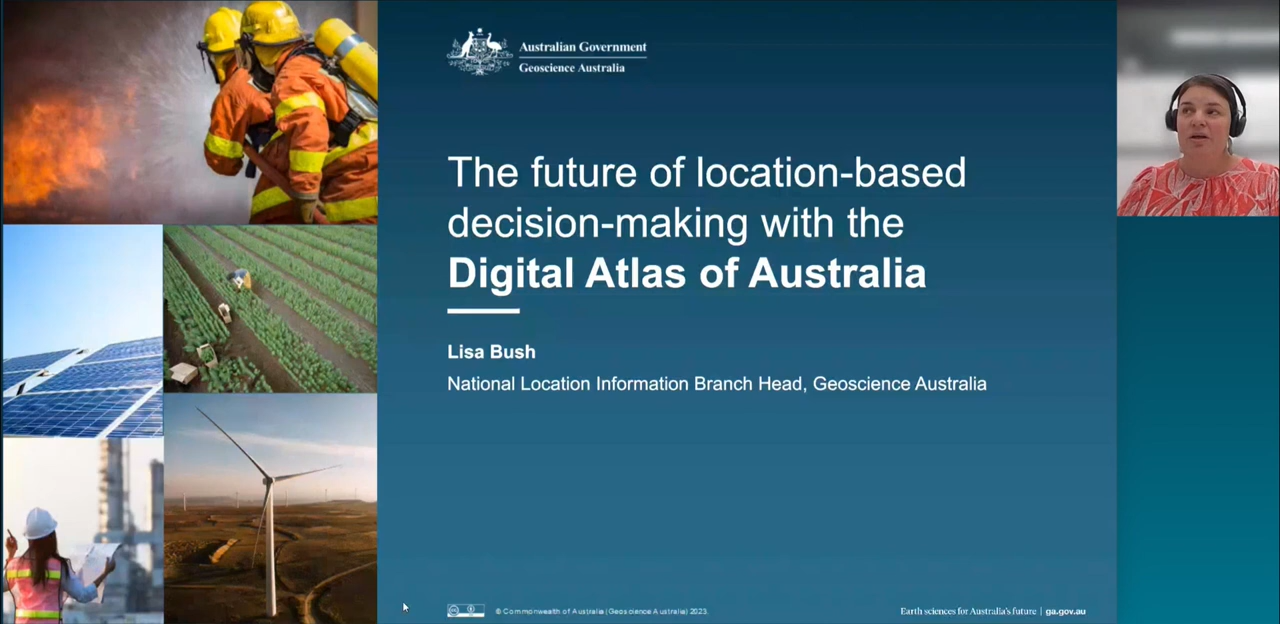 Australian Government
Geoscience Australia
The future of location-based
decision-making with the
Digital Atlas of Australia
Lisa Bush
National Location Information Branch Head, Geoscience Australia
© Commonwealth of Australia (Geoscience Australia) 2023.
Earth sciences for Australia's future | ga.gov.au